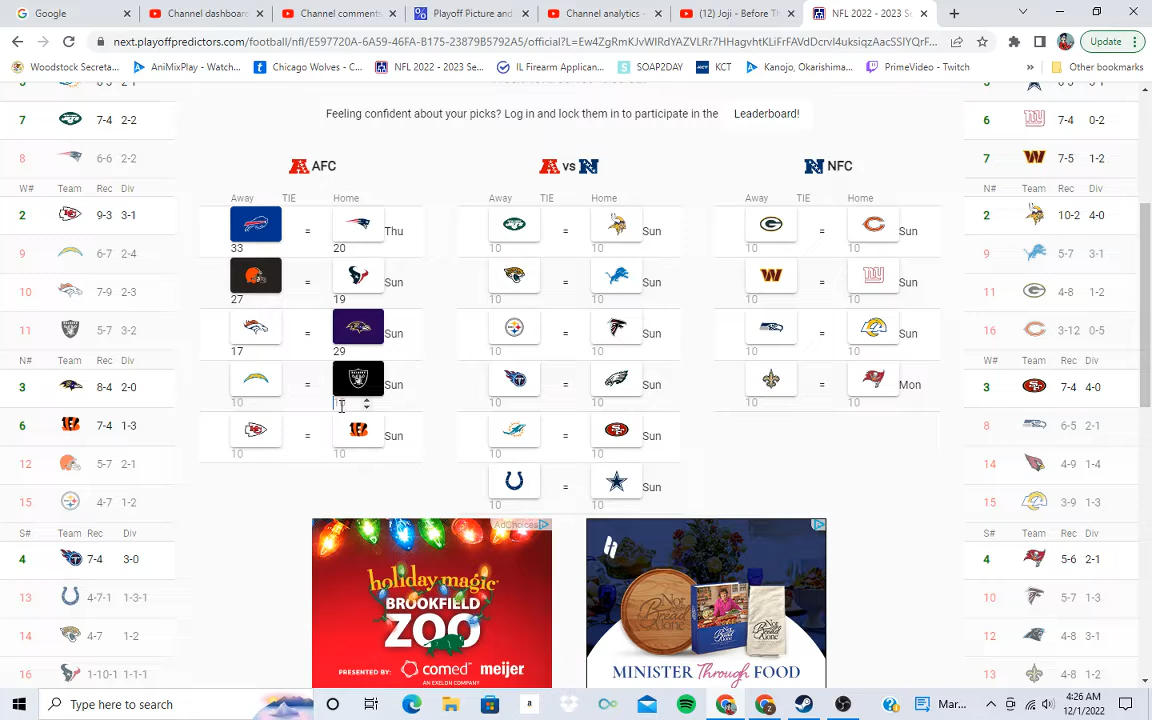 Google
Channel dashboard
Channel comments
Playoff Picture and
Channel analytics -
(12) Joji - Before Th
NFL 2022 - 2023 Se
next.playoffpredictors.com/football/nfl/E597720A-6A59-46FA-B175-23879B5792A5/official?L=Ew4ZgRmKJvWIRdYAZVLRr7HHagvhtKLiFrFAVdDcrvl4uksiqzAacSSIYQrF...
Update
Woodstock Secreta...
AniMixPlay - Watch...
Chicago Wolves - C...
NFL 2022 - 2023 Se...
IL Firearm Applican...
SOAP2DAY
KCT
Kanojo, Okarishima...
PrimeVideo - Twitch
»
Other bookmarks
Feeling confident about your picks? Log in and lock them in to participate in the Leaderboard!
7 7-4 2-2
8 6-6 2-2
W# Team Rec Div
2 9-3 3-1
9 6-7 2-4
10 7-9 2-3
11 5-7 3-2
N# Team Rec Div
3 8-4 2-0
6 7-4 1-3
12 5-7 2-1
15 4-7 1-2
S# Team Rec Div
4 7-4 3-0
13 4-7-1 1-3-1
14 4-7 1-2
16 1-10-1 1-1-1
AFC
Away TIE Home
= Thu
33 20
= Sun
27 19
= Sun
17 29
= Sun
10
= Sun
10 10
A vs N
Away TIE Home
= Sun
10 10
= Sun
10 10
= Sun
10 10
= Sun
10 10
= Sun
10 10
= Sun
10 10
NFC
Away TIE Home
= Sun
10 10
= Sun
10 10
= Sun
10 10
= Mon
10 10
6 7-4 0-2
7 7-5 1-2
N# Team Rec Div
2 10-2 4-0
9 5-7 3-1
11 4-8 1-2
16 3-12 0-5
W# Team Rec Div
3 7-4 4-0
8 6-5 2-1
14 4-9 1-4
15 3-9 1-3
S# Team Rec Div
4 5-6 2-1
10 5-7 1-3
12 4-8 3-1
13 4-8 1-2
AdChoices
holiday magic
BROOKFIELD
ZOO
PRESENTED BY: comed meijer
AN EXELON COMPANY
Not by
Bread
Alone
MINISTER Through FOOD
Type here to search
Mar...
4:26 AM
12/1/2022